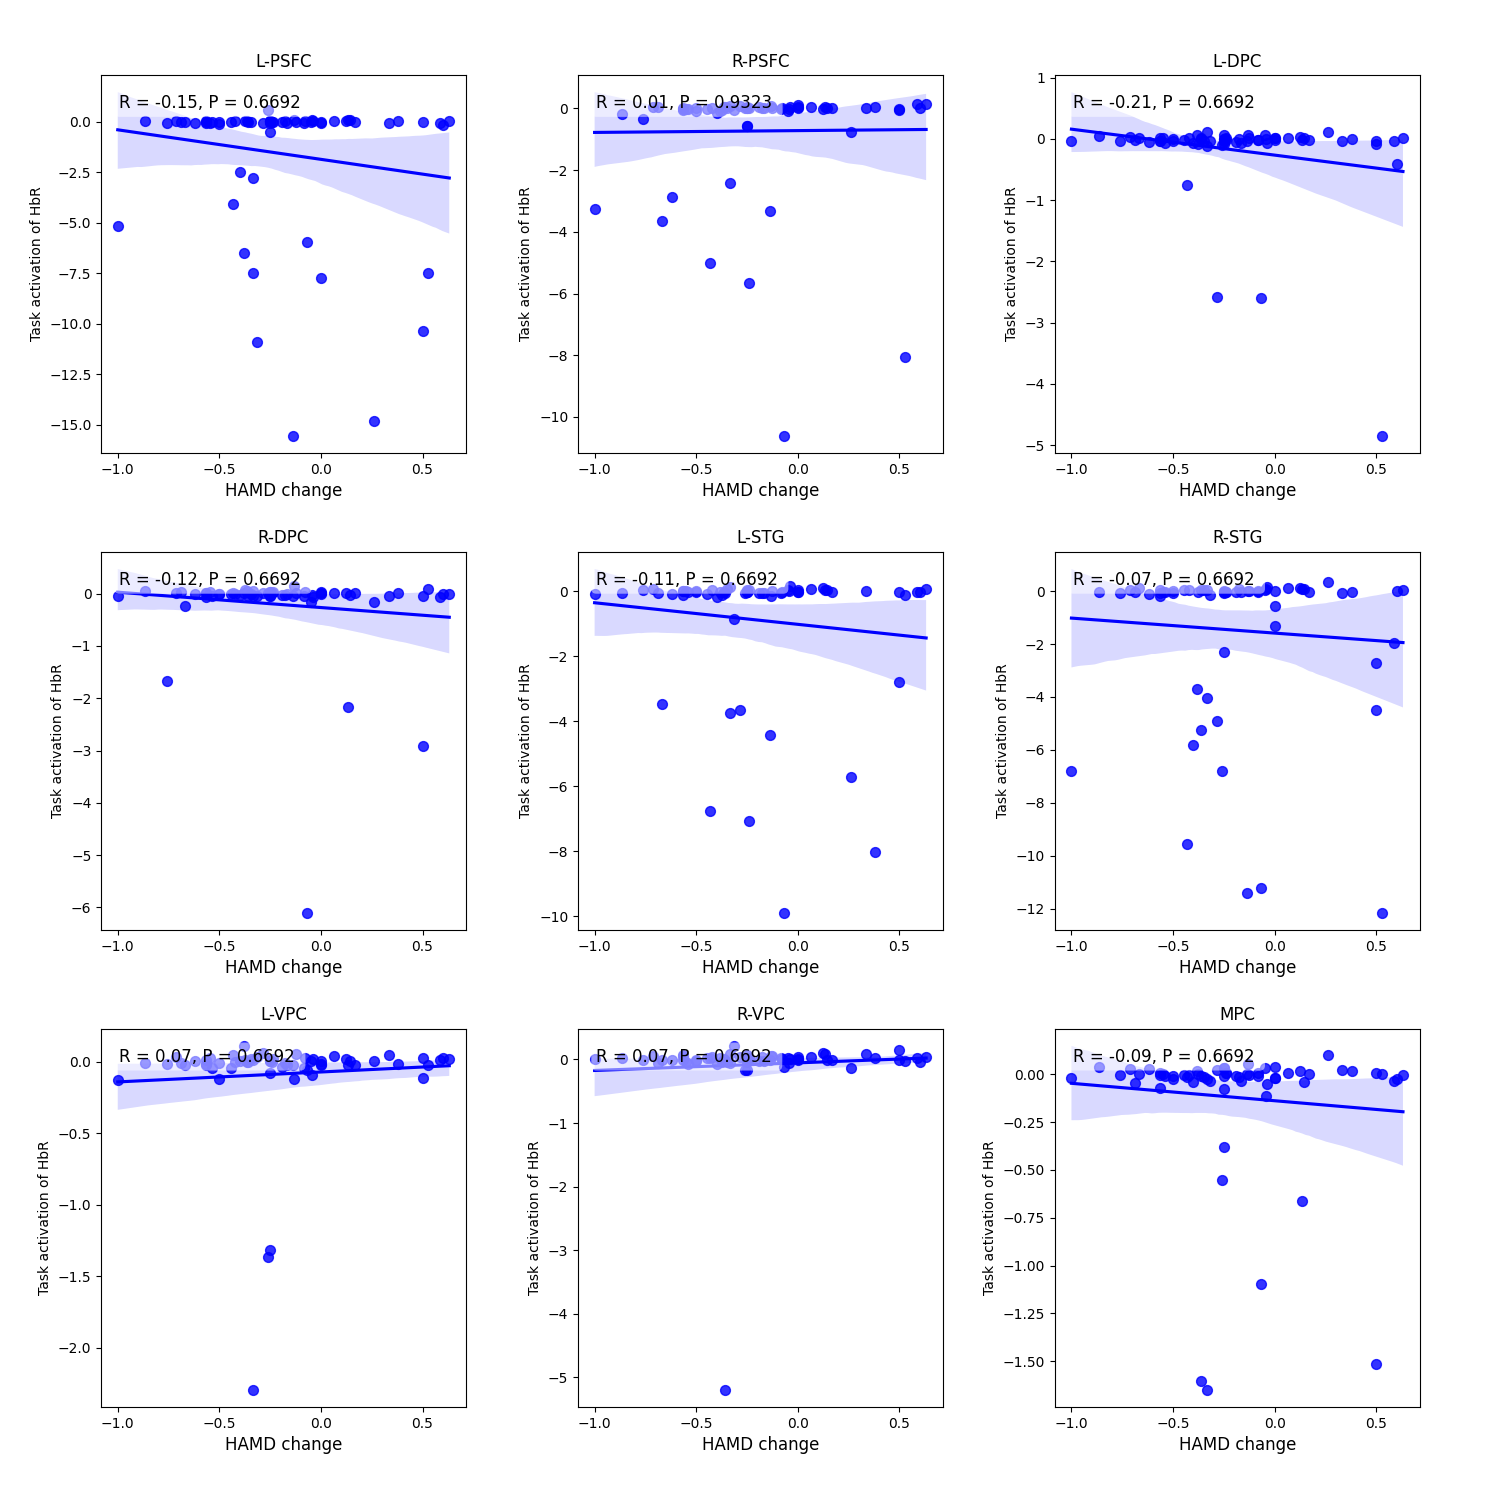 L-PSFC
R = -0.15, P = 0.6692
Task activation of HbR
0.0
−2.5
−5.0
−7.5
−10.0
−12.5
−15.0
−1.0 −0.5 0.0 0.5
HAMD change
R-PSFC
R = 0.01, P = 0.9323
Task activation of HbR
0
−2
−4
−6
−8
−10
−1.0 −0.5 0.0 0.5
HAMD change
L-DPC
R = -0.21, P = 0.6692
Task activation of HbR
1
0
−1
−2
−3
−4
−5
−1.0 −0.5 0.0 0.5
HAMD change
R-DPC
R = -0.12, P = 0.6692
Task activation of HbR
0
−1
−2
−3
−4
−5
−6
−1.0 −0.5 0.0 0.5
HAMD change
L-STG
R = -0.11, P = 0.6692
Task activation of HbR
0
−2
−4
−6
−8
−10
−1.0 −0.5 0.0 0.5
HAMD change
R-STG
R = -0.07, P = 0.6692
Task activation of HbR
0
−2
−4
−6
−8
−10
−12
−1.0 −0.5 0.0 0.5
HAMD change
L-VPC
R = 0.07, P = 0.6692
Task activation of HbR
0.0
−0.5
−1.0
−1.5
−2.0
−1.0 −0.5 0.0 0.5
HAMD change
R-VPC
R = 0.07, P = 0.6692
Task activation of HbR
0
−1
−2
−3
−4
−5
−1.0 −0.5 0.0 0.5
HAMD change
MPC
R = -0.09, P = 0.6692
Task activation of HbR
0.00
−0.25
−0.50
−0.75
−1.00
−1.25
−1.50
−1.0 −0.5 0.0 0.5
HAMD change